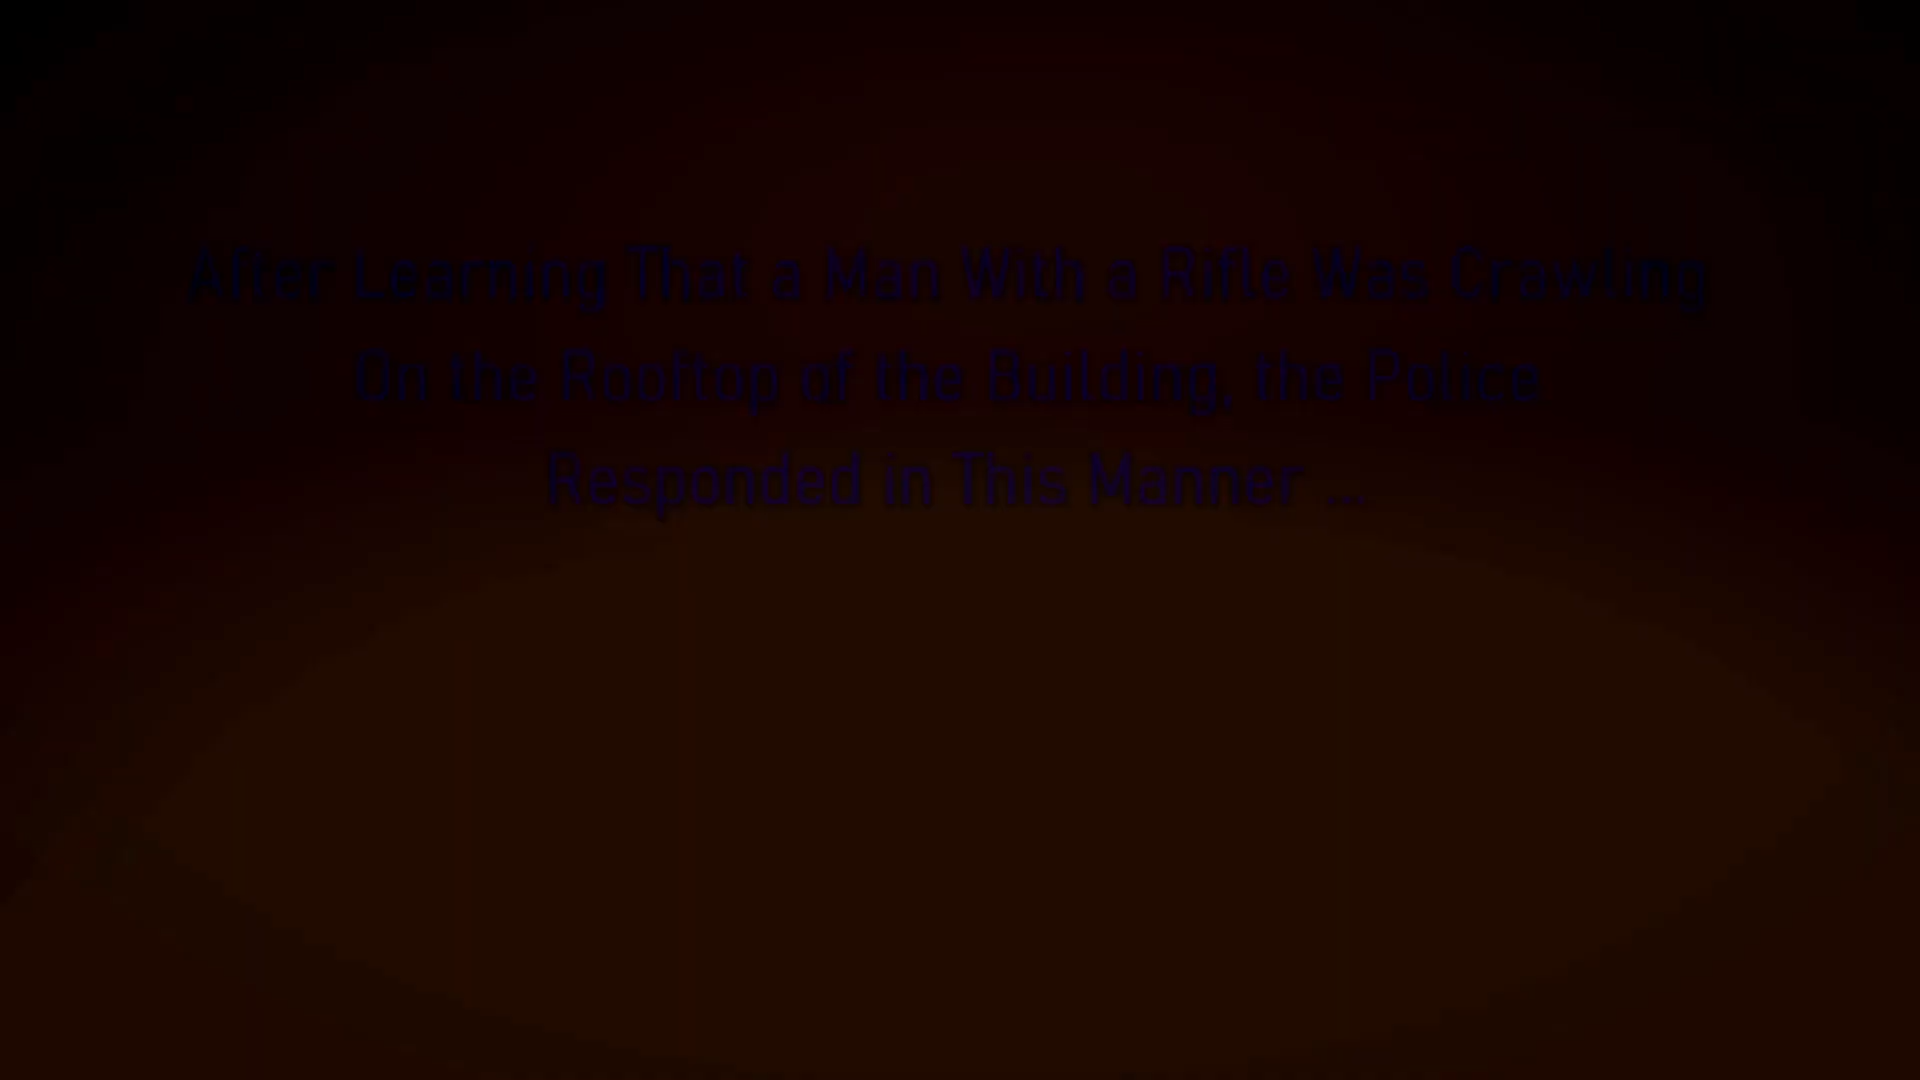 After Learning That a Man With a Rifle Was Crawling
On the Rooftop of the Building, the Police
Responded in This Manner ...